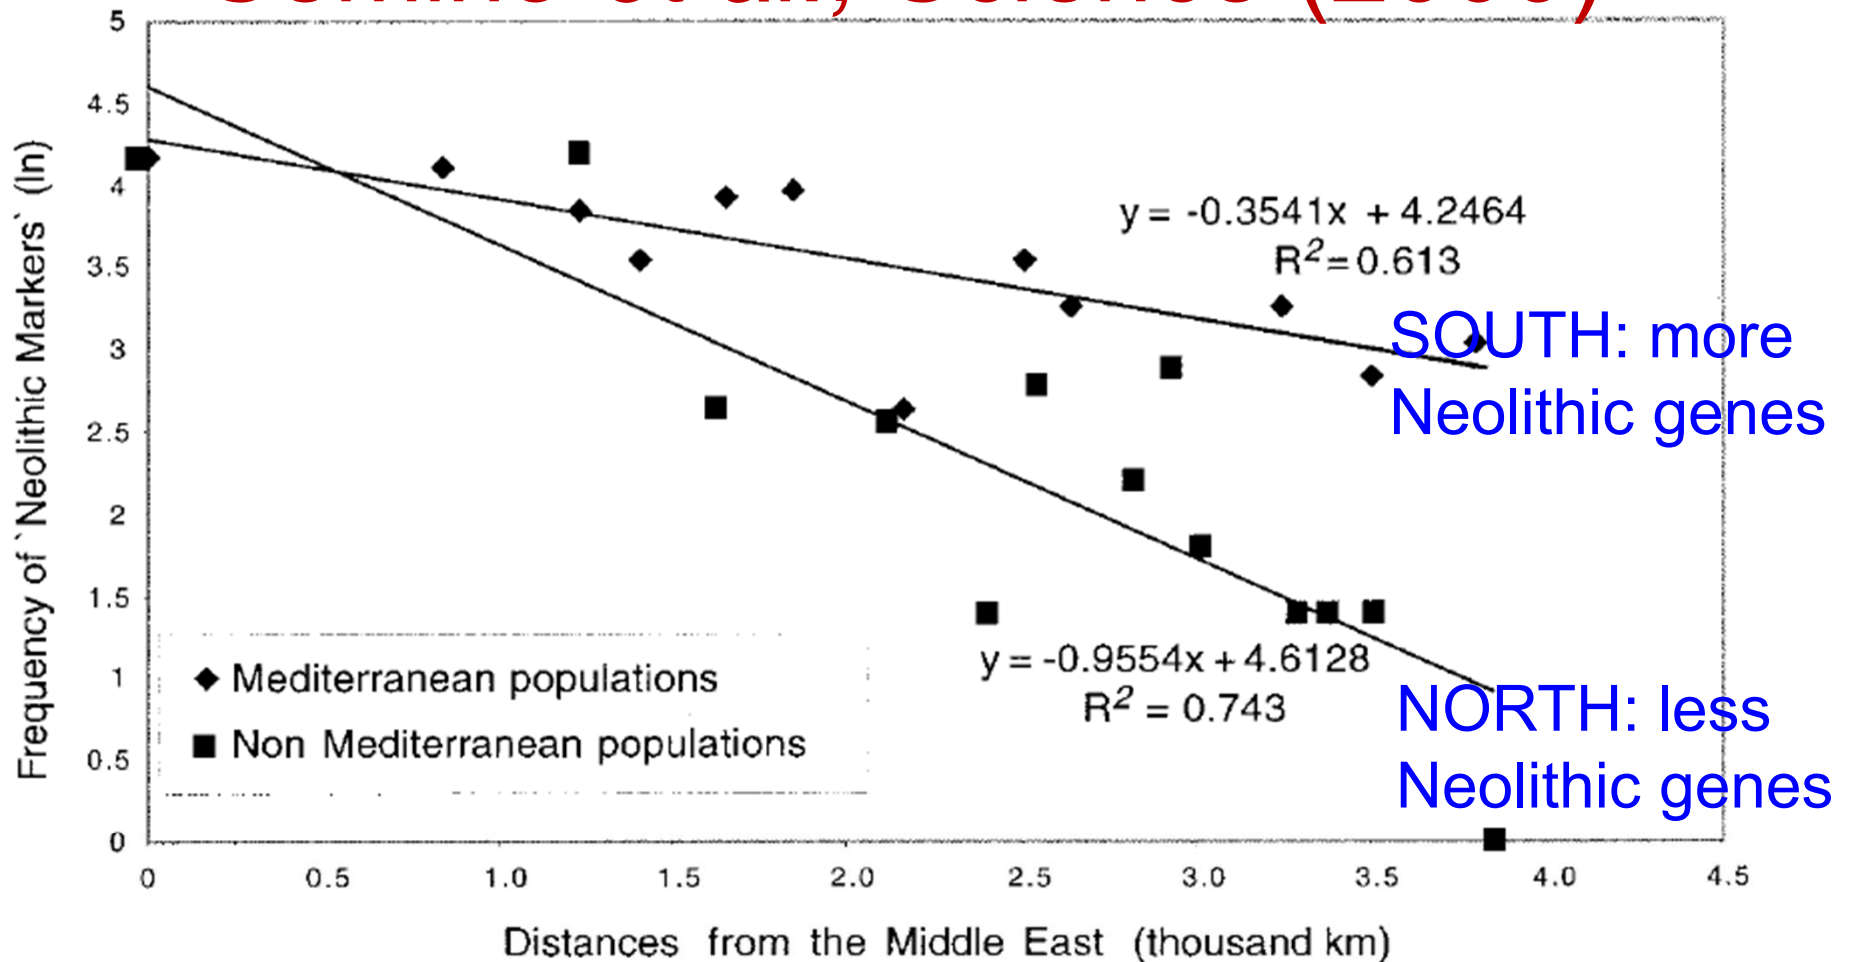 5
4.5
4
3.5
3
2.5
2
1.5
1
0.5
0
Frequency of `Neolithic Markers` (ln)
y = -0.3541x + 4.2464
R2=0.613
SOUTH: more
Neolithic genes
y = -0.9554x + 4.6128
R2 = 0.743
NORTH: less
Neolithic genes
Mediterranean populations
Non Mediterranean populations
0 0.5 1.0 1.5 2.0 2.5 3.0 3.5 4.0 4.5
Distances from the Middle East (thousand km)